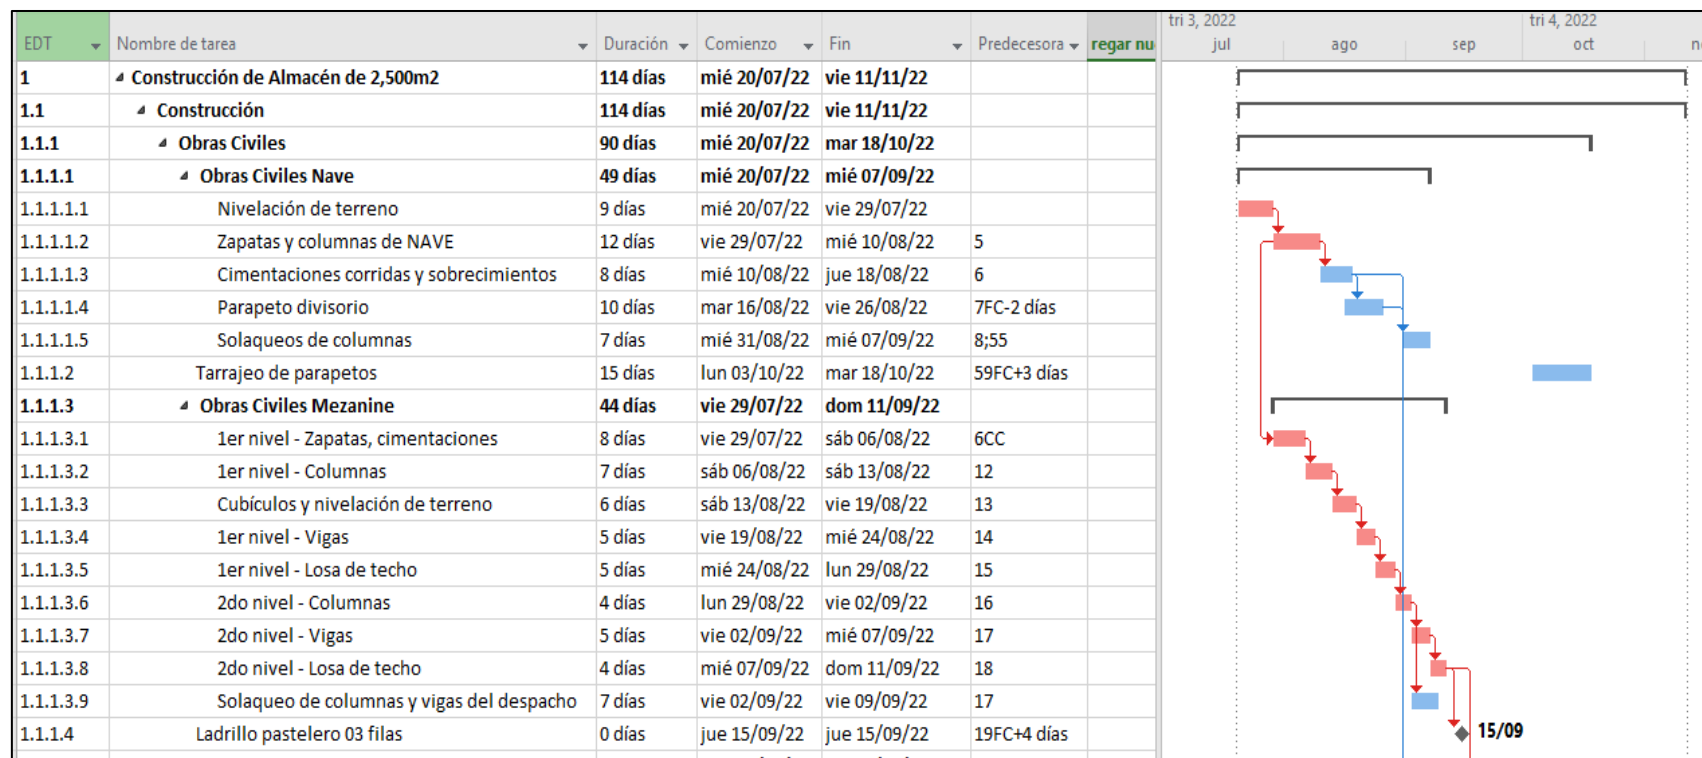 tri 3, 2022 tri 4, 2022
EDT Nombre de tarea Duración Comienzo Fin Predecesora regar nu jul ago sep oct
1 Construcción de Almacén de 2,500m2 114 días mié 20/07/22 vie 11/11/22
1.1 Construcción 114 días mié 20/07/22 vie 11/11/22
1.1.1 Obras Civiles 90 días mié 20/07/22 mar 18/10/22
1.1.1.1 Obras Civiles Nave 49 días mié 20/07/22 mié 07/09/22
1.1.1.1.1 Nivelación de terreno 9 días mié 20/07/22 vie 29/07/22
1.1.1.1.2 Zapatas y columnas de NAVE 12 días vie 29/07/22 mié 10/08/22 5
1.1.1.1.3 Cimentaciones corridas y sobrecimientos 8 días mié 10/08/22 jue 18/08/22 6
1.1.1.1.4 Parapeto divisorio 10 días mar 16/08/22 vie 26/08/22 7FC-2 días
1.1.1.1.5 Solaqueos de columnas 7 días mié 31/08/22 mié 07/09/22 8;55
1.1.1.2 Tarrajeo de parapetos 15 días lun 03/10/22 mar 18/10/22 59FC+3 días
1.1.1.3 Obras Civiles Mezanine 44 días vie 29/07/22 dom 11/09/22
1.1.1.3.1 1er nivel - Zapatas, cimentaciones 8 días vie 29/07/22 sáb 06/08/22 6CC
1.1.1.3.2 1er nivel - Columnas 7 días sáb 06/08/22 sáb 13/08/22 12
1.1.1.3.3 Cubículos y nivelación de terreno 6 días sáb 13/08/22 vie 19/08/22 13
1.1.1.3.4 1er nivel - Vigas 5 días vie 19/08/22 mié 24/08/22 14
1.1.1.3.5 1er nivel - Losa de techo 5 días mié 24/08/22 lun 29/08/22 15
1.1.1.3.6 2do nivel - Columnas 4 días lun 29/08/22 vie 02/09/22 16
1.1.1.3.7 2do nivel - Vigas 5 días vie 02/09/22 mié 07/09/22 17
1.1.1.3.8 2do nivel - Losa de techo 4 días mié 07/09/22 dom 11/09/22 18
1.1.1.3.9 Solaqueo de columnas y vigas del despacho 7 días vie 02/09/22 vie 09/09/22 17
1.1.1.4 Ladrillo pastelero 03 filas 0 días jue 15/09/22 jue 15/09/22 19FC+4 días 15/09